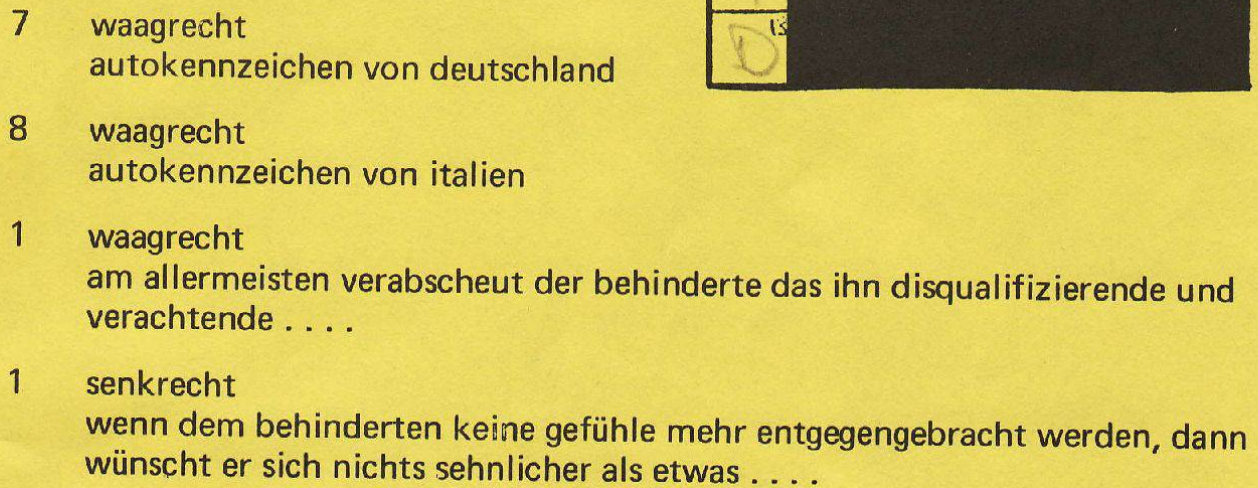 13
D
7 waagrecht
autokennzeichen von deutschland
8 waagrecht
autokennzeichen von italien
1 waagrecht
am allermeisten verabscheut der behinderte das ihn disqualifizierende und
verachtende . . . .
1 senkrecht
wenn dem behinderten keine gefühle mehr entgegengebracht werden, dann
wünscht er sich nichts sehnlicher als etwas . . . .